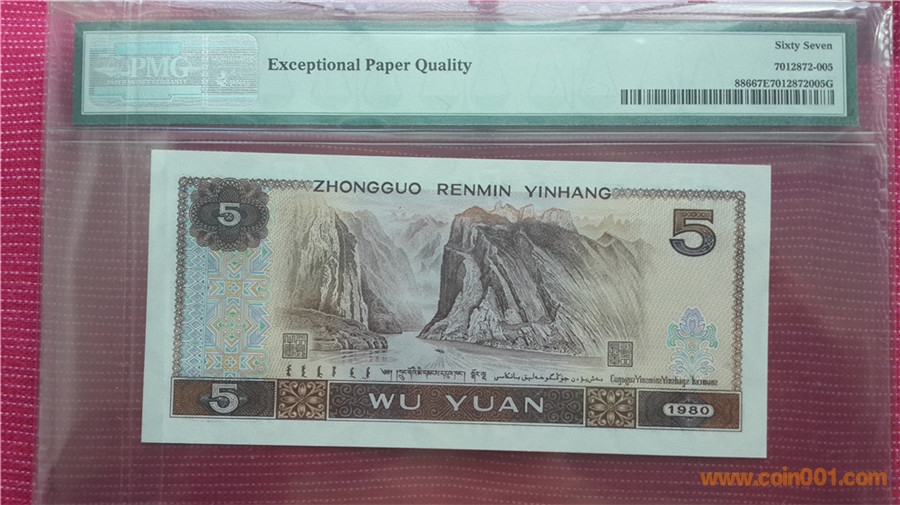 PMG
Exceptional Paper Quality
Sixty Seven
7012872-005
88667E7012872005G
ZHONGGUO RENMIN YINHANG
5
5
5
WU YUAN
1980
www.coin001.com